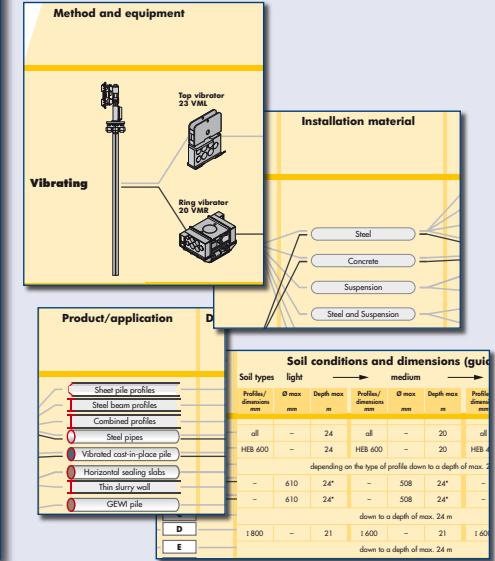 Method and equipment
Top vibrator
23 VML
Vibrating
Ring vibrator
20 VMR
Installation material
Steel
Concrete
Suspension
Steel and Suspension
Product/application
D
Sheet pile profiles
Steel beam profiles
Combined profiles
Steel pipes
Vibrated cast-in-place pile
Horizontal sealing slabs
Thin slurry wall
GEWI pile
Soil conditions and dimensions
Soil types light medium
Profiles/ Ø max Depth max Profiles/ Ø max Depth max
dimensions dimensions
mm mm m mm mm m
all – 24 all – 20 all
HEB 600 – 24 HEB 600 – 20 HEB
depending on the type of profile down to a depth of max.
– 610 24* – 508 24* –
– 610 24* – 508 24* –
down to a depth of max. 24 m
D I 800 – 21 I 600 – 21 I 600
E down to a depth of max. 24 m